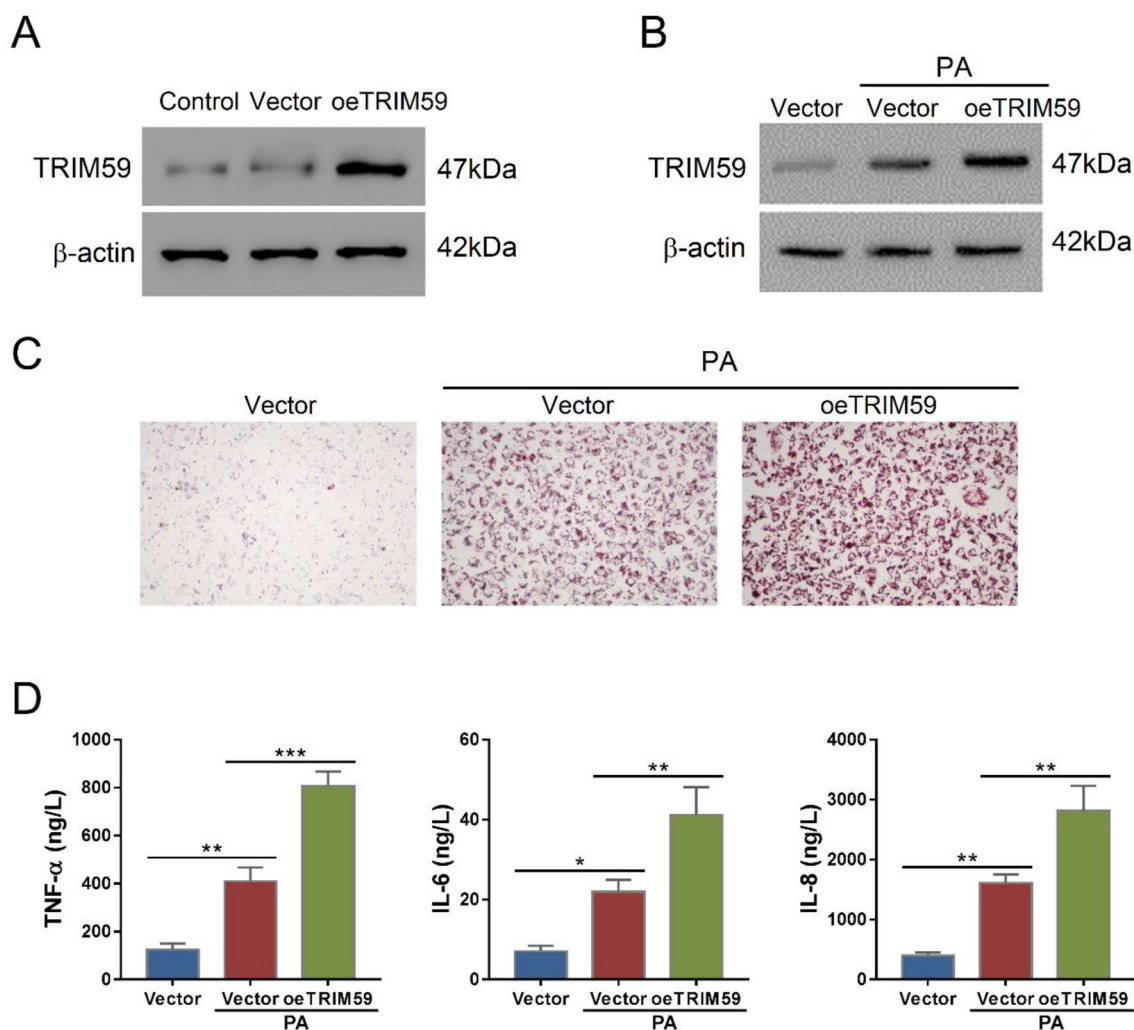 A
Control Vector oeTRIM59
TRIM59
47kDa
β-actin
42kDa
B
PA
Vector Vector oeTRIM59
TRIM59
47kDa
β-actin
42kDa
C
PA
Vector
Vector
oeTRIM59
D
TNF-α (ng/L)
1000
800
600
400
200
0
**
***
Vector Vector oeTRIM59
PA
IL-6 (ng/L)
60
40
20
0
*
**
Vector Vector oeTRIM59
PA
IL-8 (ng/L)
4000
3000
2000
1000
0
**
**
Vector Vector oeTRIM59
PA